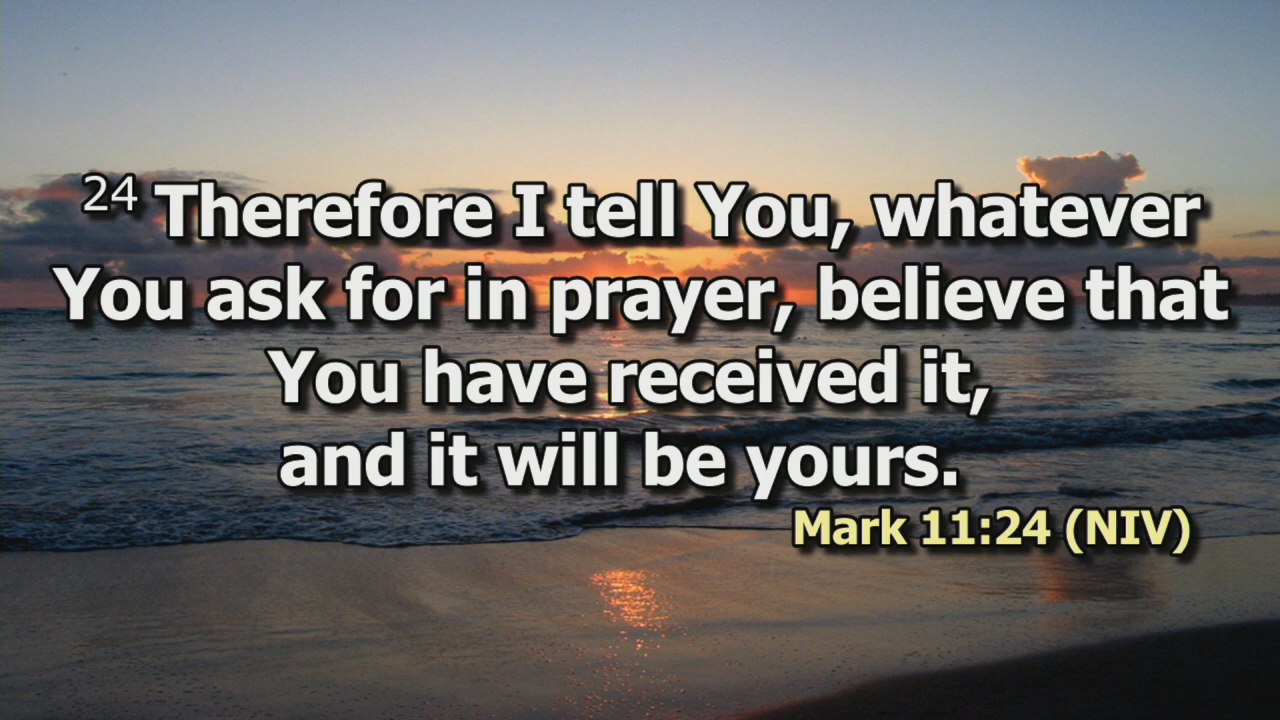 24 Therefore I tell You, whatever
You ask for in prayer, believe that
You have received it,
and it will be yours.
Mark 11:24 (NIV)